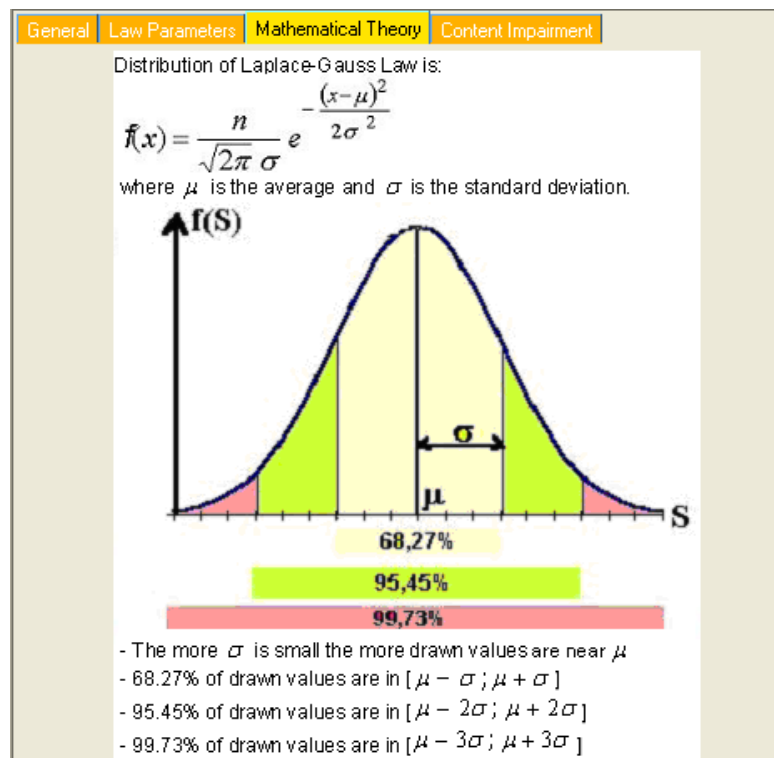 General Law Parameters Mathematical Theory Content Impairment
Distribution of Laplace-Gauss Law is:
f(x) = n / √2π σ e − (x−μ)² / 2σ²
where μ is the average and σ is the standard deviation.
f(S)
σ
μ
S
68,27%
95,45%
99,73%
- The more σ is small the more drawn values are near μ
- 68.27% of drawn values are in [ μ − σ ; μ + σ ]
- 95.45% of drawn values are in [ μ − 2σ ; μ + 2σ ]
- 99.73% of drawn values are in [ μ − 3σ ; μ + 3σ ]